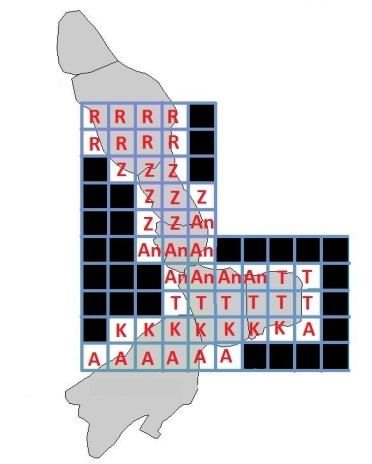 R R R R
R R R R
Z Z Z
Z Z Z
Z Z An
An An An
An An An An T T
T T T T T T
K K K K K K K A
A A A A A A